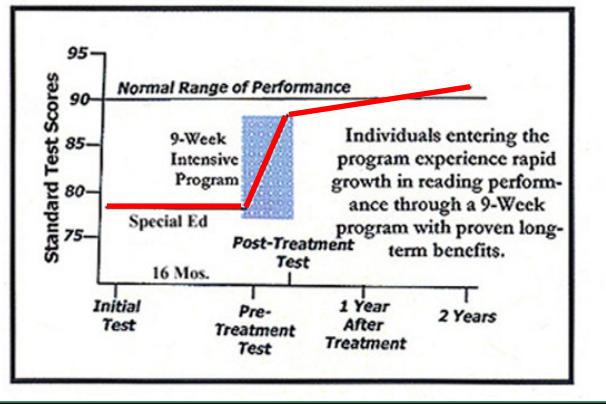 95
Normal Range of Performance
90
Standard Test Scores
85
80
75
9-Week
Intensive
Program
Special Ed
Individuals entering the
program experience rapid
growth in reading perform-
ance through a 9-Week
program with proven long-
term benefits.
Post-Treatment
Test
16 Mos.
Initial
Test
Pre-
Treatment
Test
1 Year
After
Treatment
2 Years